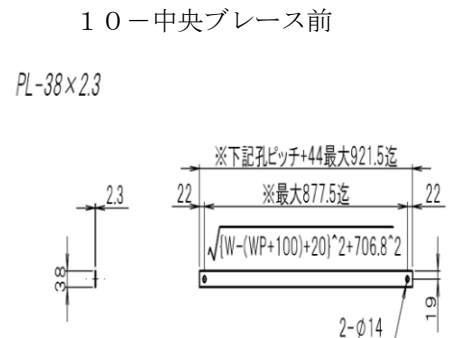 １０－中央ブレース前
PL-38×2.3
※下記孔ピッチ+44最大921.5迄
2.3
22
※最大877.5迄
22
√{W-(WP+100)+20}^2+706.8^2
38
19
2-φ14